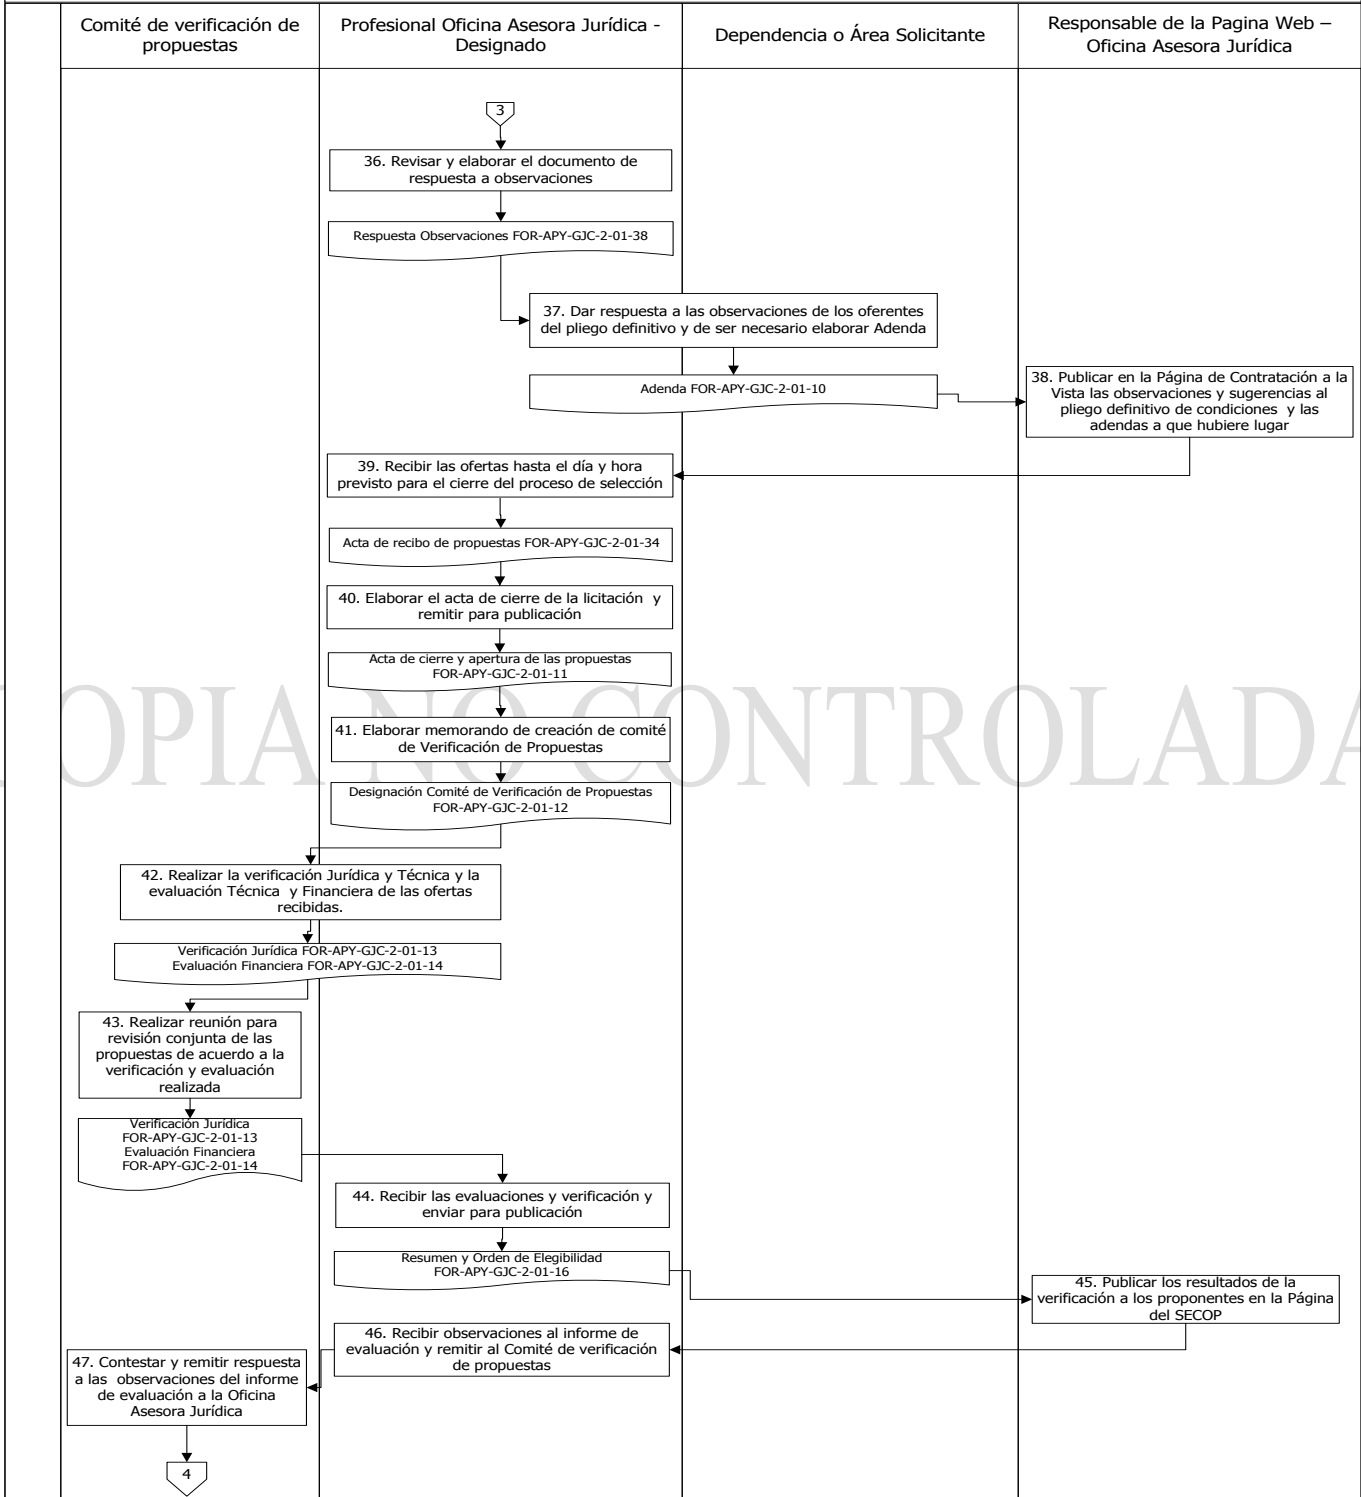 Comité de verificación de
propuestas
Profesional Oficina Asesora Jurídica -
Designado
Dependencia o Área Solicitante
Responsable de la Pagina Web –
Oficina Asesora Jurídica
3
36. Revisar y elaborar el documento de
respuesta a observaciones
Respuesta Observaciones FOR-APY-GJC-2-01-38
37. Dar respuesta a las observaciones de los oferentes
del pliego definitivo y de ser necesario elaborar Adenda
Adenda FOR-APY-GJC-2-01-10
38. Publicar en la Página de Contratación a la
Vista las observaciones y sugerencias al
pliego definitivo de condiciones y las
adendas a que hubiere lugar
39. Recibir las ofertas hasta el día y hora
previsto para el cierre del proceso de selección
Acta de recibo de propuestas FOR-APY-GJC-2-01-34
40. Elaborar el acta de cierre de la licitación y
remitir para publicación
Acta de cierre y apertura de las propuestas
FOR-APY-GJC-2-01-11
OPIA NO CONTROLADA
41. Elaborar memorando de creación de comité
de Verificación de Propuestas
Designación Comité de Verificación de Propuestas
FOR-APY-GJC-2-01-12
42. Realizar la verificación Jurídica y Técnica y la
evaluación Técnica y Financiera de las ofertas
recibidas.
Verificación Jurídica FOR-APY-GJC-2-01-13
Evaluación Financiera FOR-APY-GJC-2-01-14
43. Realizar reunión para
revisión conjunta de las
propuestas de acuerdo a la
verificación y evaluación
realizada
Verificación Jurídica
FOR-APY-GJC-2-01-13
Evaluación Financiera
FOR-APY-GJC-2-01-14
44. Recibir las evaluaciones y verificación y
enviar para publicación
Resumen y Orden de Elegibilidad
FOR-APY-GJC-2-01-16
45. Publicar los resultados de la
verificación a los proponentes en la Página
del SECOP
46. Recibir observaciones al informe de
evaluación y remitir al Comité de verificación
de propuestas
47. Contestar y remitir respuesta
a las observaciones del informe
de evaluación a la Oficina
Asesora Jurídica
4